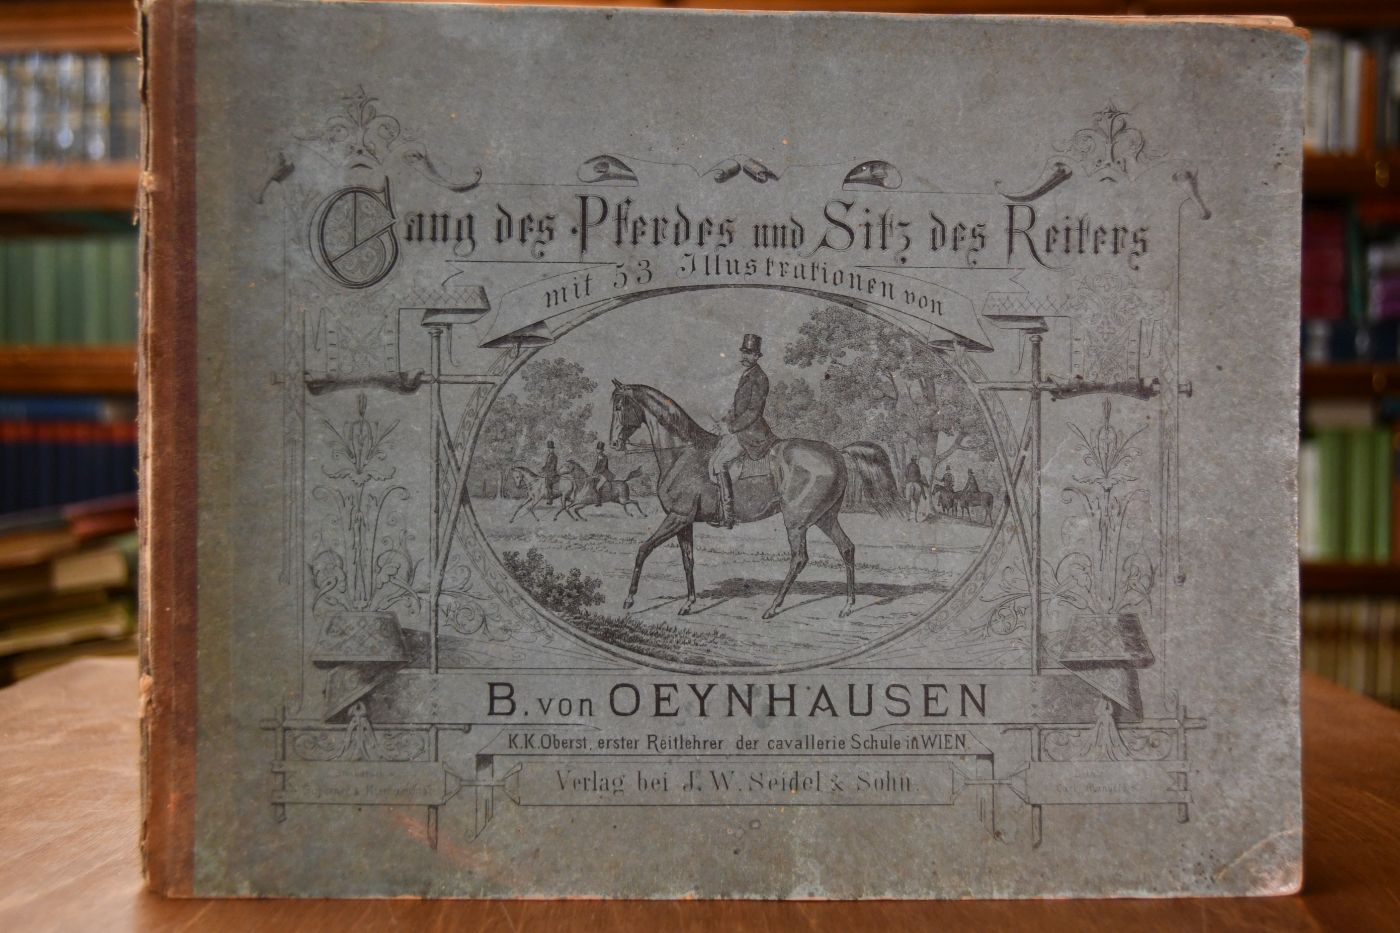 Gang des Pferdes und Sitz des Reiters
mit 53 Illustrationen von
B. von OEYNHAUSEN
K.K. Oberst, erster Reitlehrer der cavallerie Schule in WIEN
Verlag bei J. W. Seidel & Sohn.